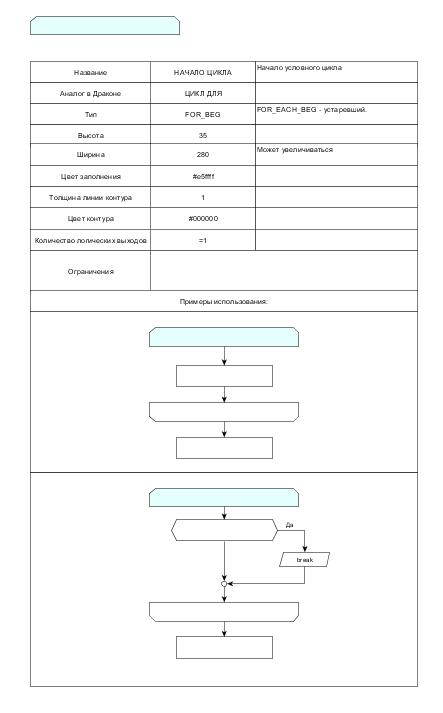 Название НАЧАЛО ЦИКЛА Начало условного цикла
Аналог в Драконе ЦИКЛ ДЛЯ
Тип FOR_BEG FOR_EACH_BEG - устаревший.
Высота 35
Ширина 280 Может увеличиваться
Цвет заполнения #e5ffff
Толщина линии контура 1
Цвет контура #000000
Количество логических выходов =1
Ограничения
Примеры использования:
Да
break